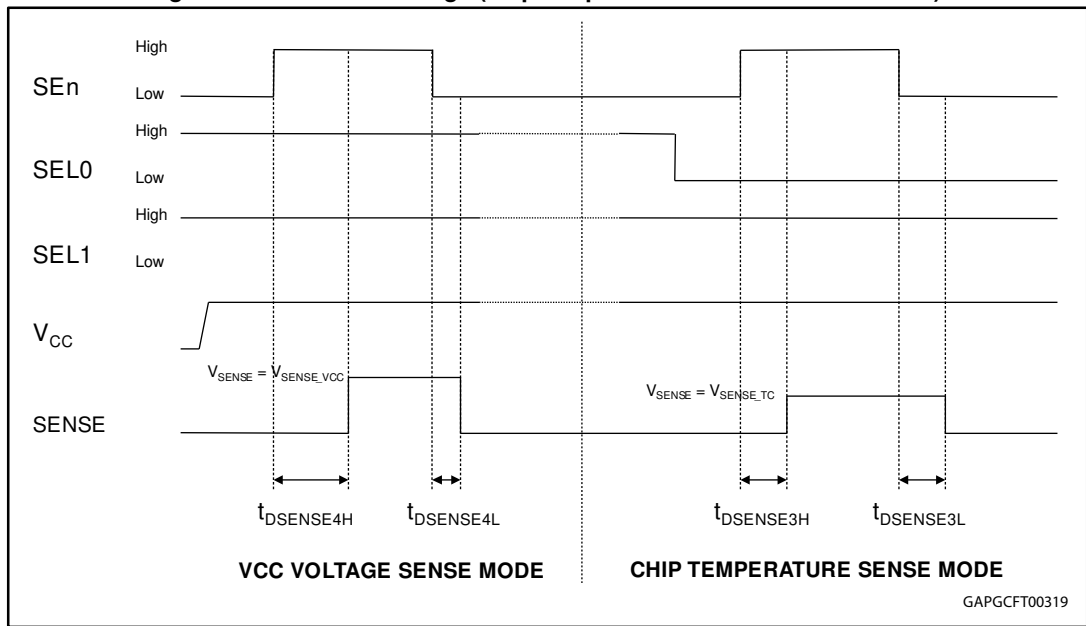 High
SEn
Low
High
SEL0
Low
High
SEL1
Low
VCC
VSENSE = VSENSE_VCC
VSENSE = VSENSE_TC
SENSE
tDSENSE4H
tDSENSE4L
tDSENSE3H
tDSENSE3L
VCC VOLTAGE SENSE MODE
CHIP TEMPERATURE SENSE MODE
GAPGCFT00319